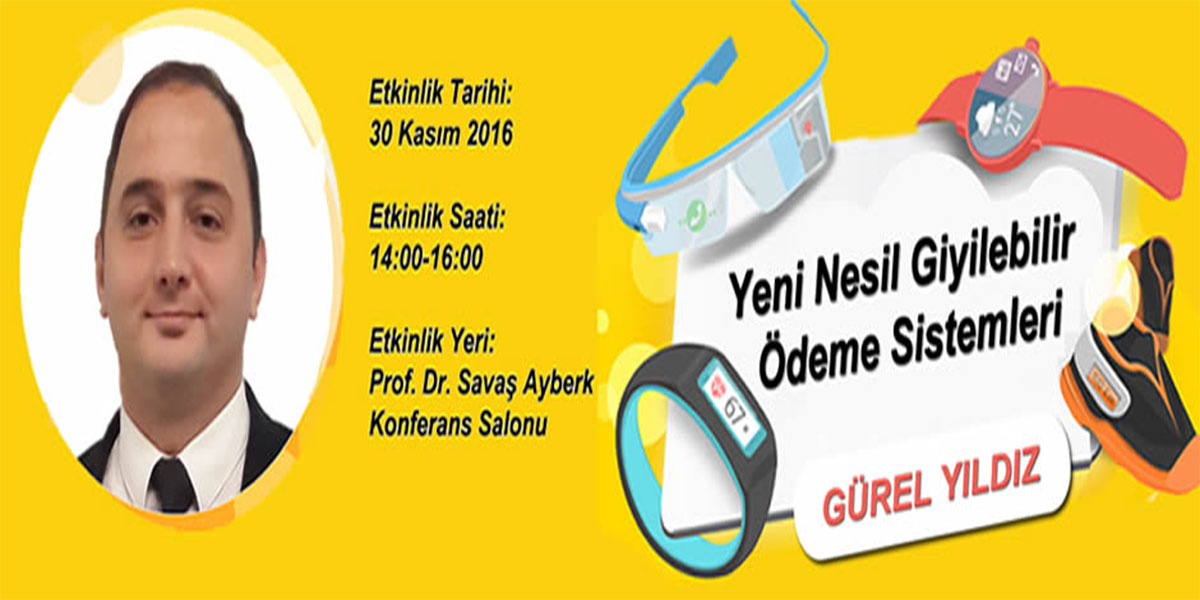 Etkinlik Tarihi:
30 Kasım 2016
Etkinlik Saati:
14:00-16:00
Etkinlik Yeri:
Prof. Dr. Savaş Ayberk
Konferans Salonu
Yeni Nesil Giyilebilir
Ödeme Sistemleri
GÜREL YILDIZ
27°
67